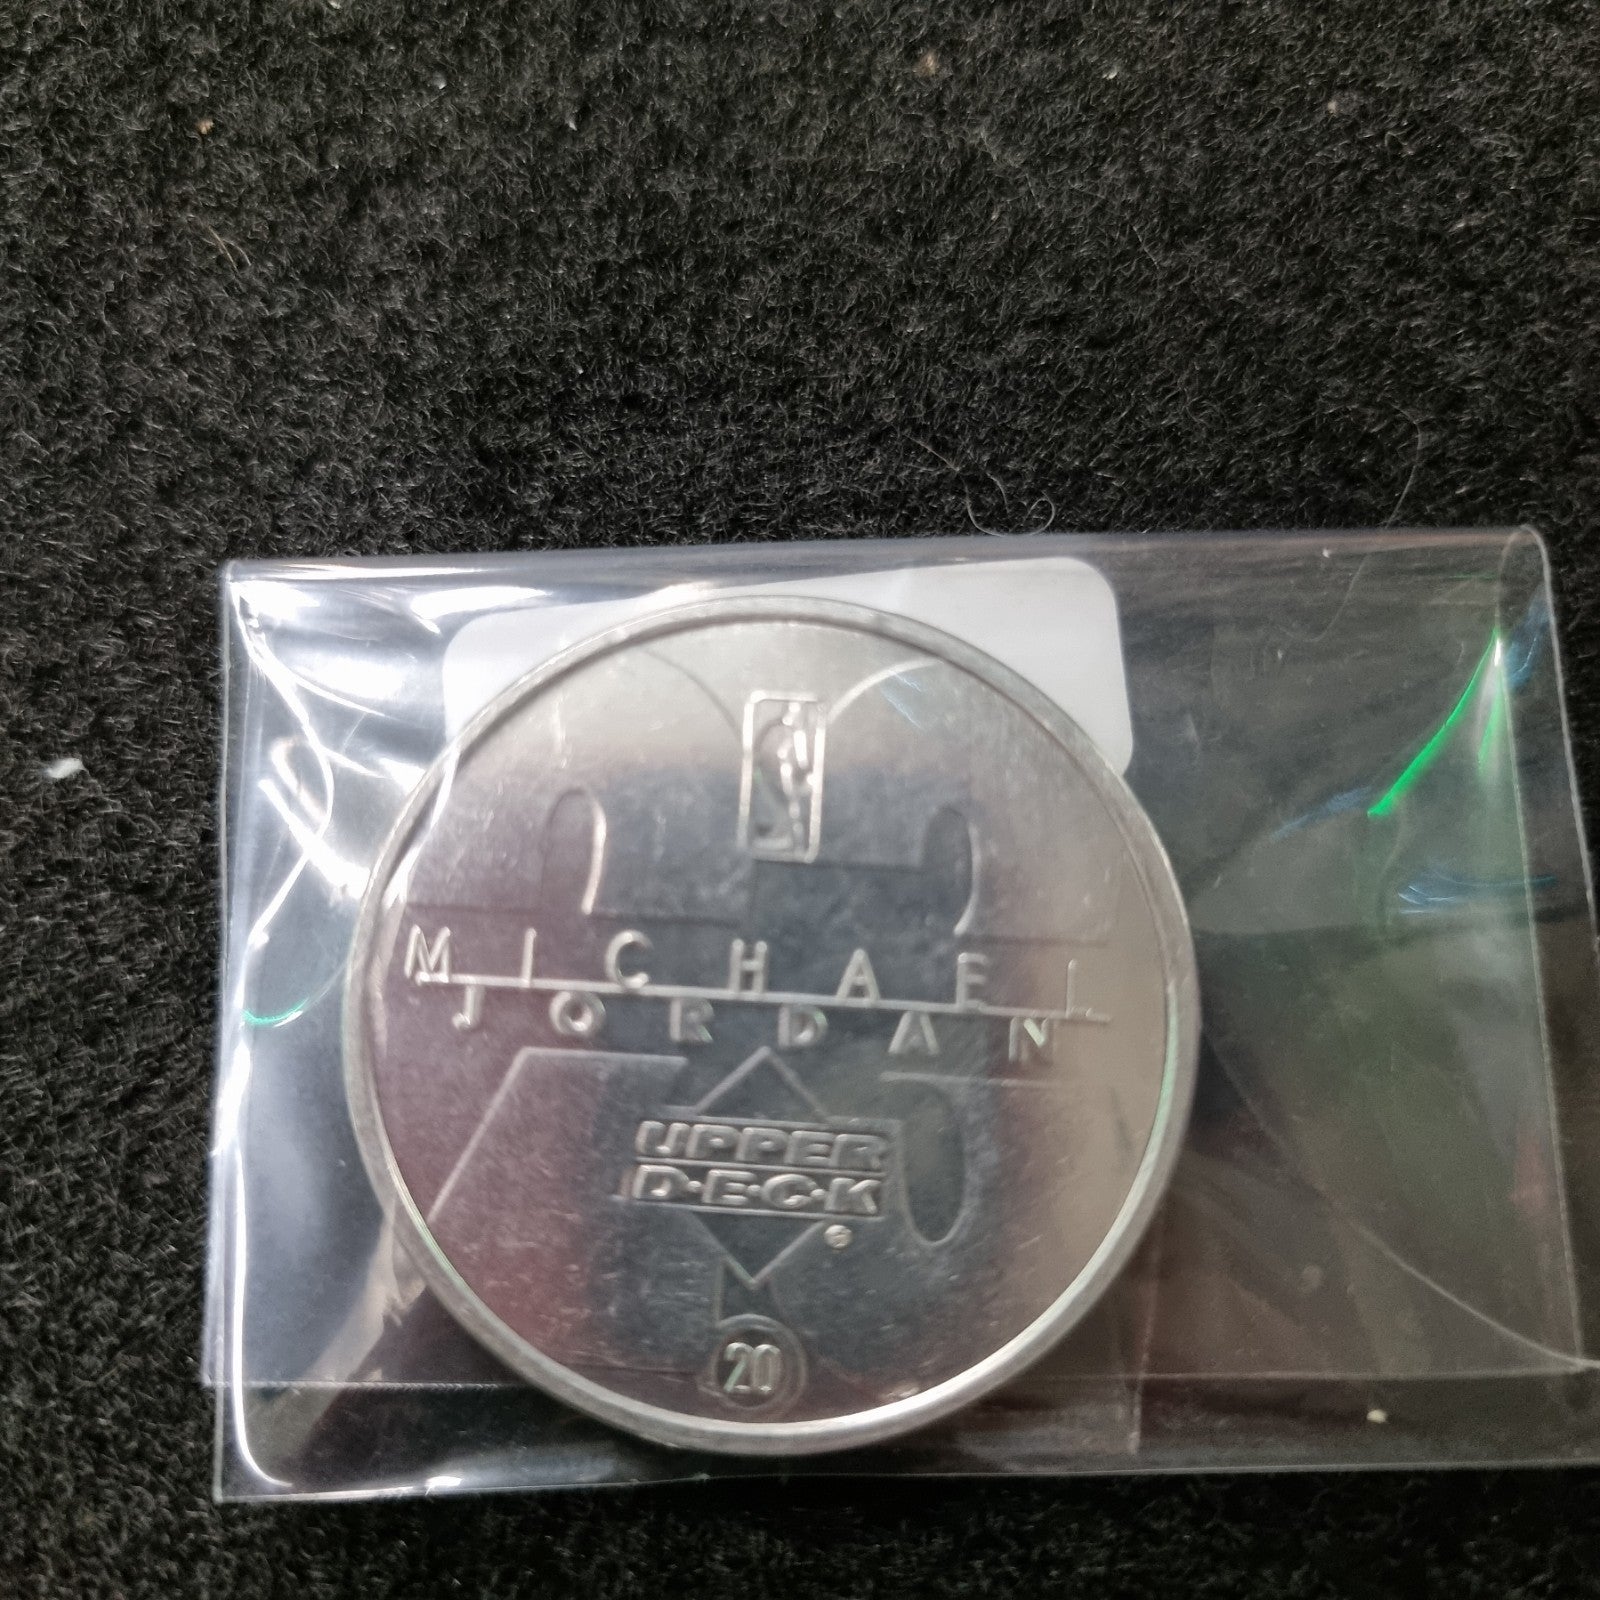 MICHAEL
JORDAN
UPPER
D·E·C·K
®
20